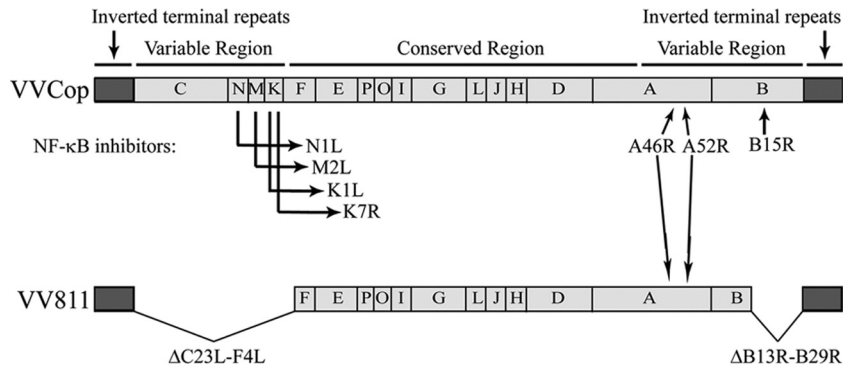 Inverted terminal repeats Inverted terminal repeats
Variable Region Conserved Region Variable Region
VVCop C N M K F E P O I G L J H D A B
NF-κB inhibitors: N1L A46R A52R B15R
M2L
K1L
K7R
VV811 F E P O I G L J H D A B
ΔC23L-F4L ΔB13R-B29R